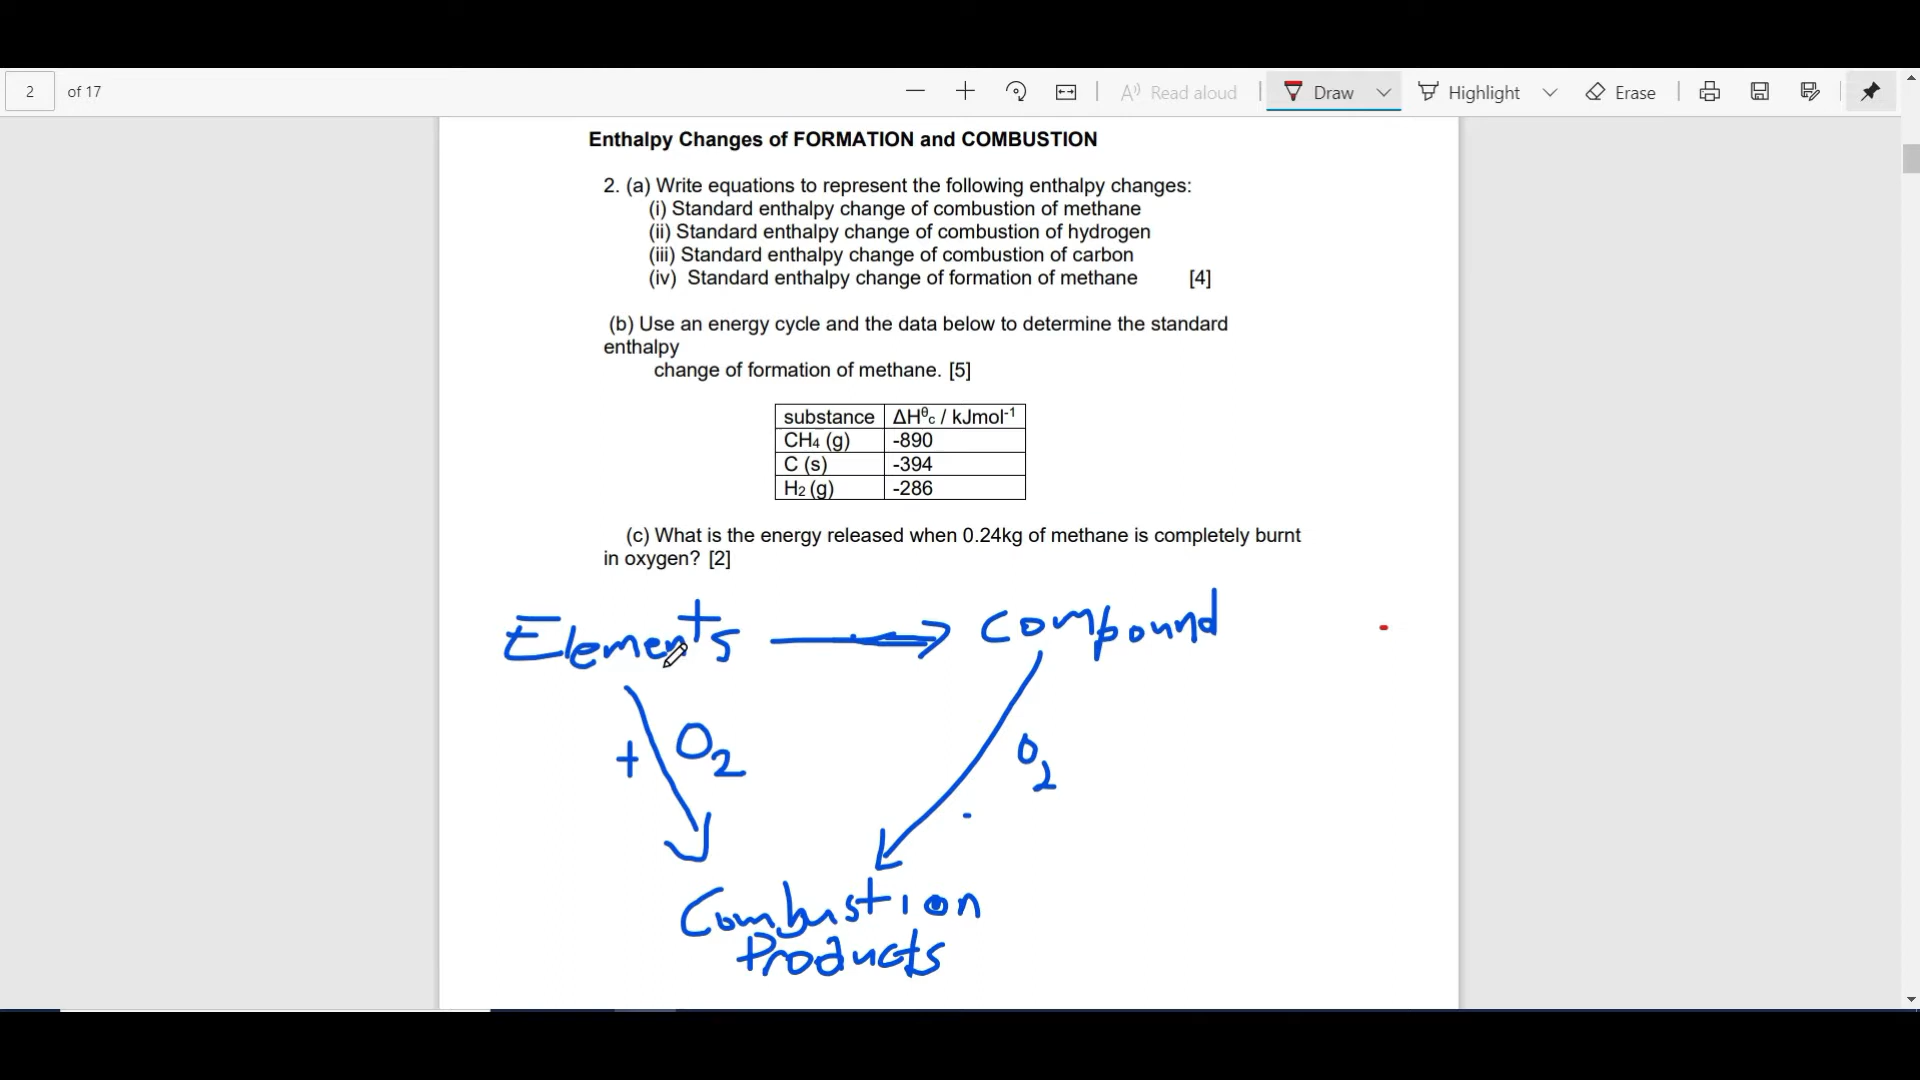 2 of 17
Read aloud Draw Highlight Erase
Enthalpy Changes of FORMATION and COMBUSTION
2. (a) Write equations to represent the following enthalpy changes:
(i) Standard enthalpy change of combustion of methane
(ii) Standard enthalpy change of combustion of hydrogen
(iii) Standard enthalpy change of combustion of carbon
(iv) Standard enthalpy change of formation of methane [4]
(b) Use an energy cycle and the data below to determine the standard
enthalpy
change of formation of methane. [5]
substance ΔHᶿc / kJmol⁻¹
CH₄ (g) -890
C (s) -394
H₂ (g) -286
(c) What is the energy released when 0.24kg of methane is completely burnt
in oxygen? [2]
Elements → Compound
+ O₂ O₂
Combustion
Products